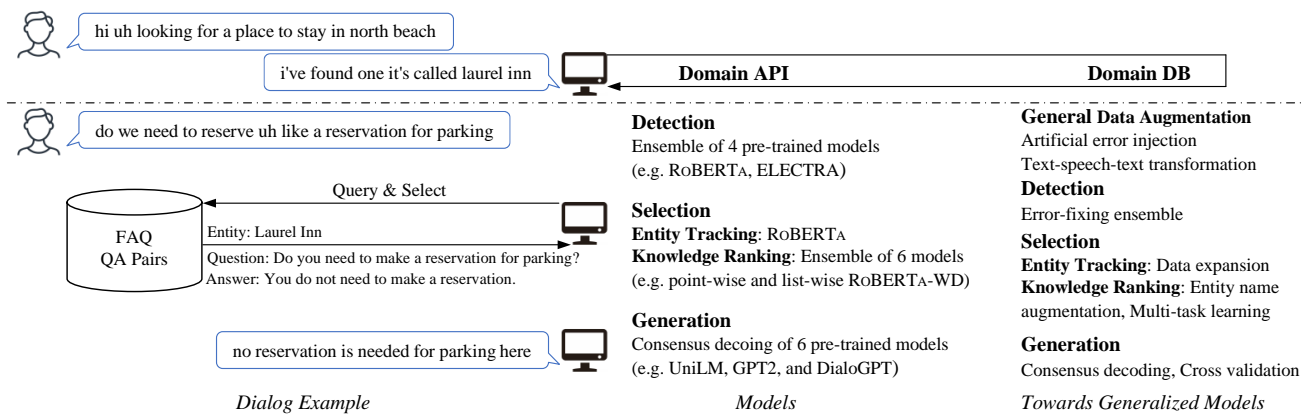 hi uh looking for a place to stay in north beach
i've found one it's called laurel inn
Domain API
Domain DB
do we need to reserve uh like a reservation for parking
Query & Select
FAQ
QA Pairs
Entity: Laurel Inn
Question: Do you need to make a reservation for parking?
Answer: You do not need to make a reservation.
no reservation is needed for parking here
Dialog Example
Detection
Ensemble of 4 pre-trained models
(e.g. ROBERTA, ELECTRA)
Selection
Entity Tracking: ROBERTA
Knowledge Ranking: Ensemble of 6 models
(e.g. point-wise and list-wise ROBERTA-WD)
Generation
Consensus decoing of 6 pre-trained models
(e.g. UniLM, GPT2, and DialoGPT)
Models
General Data Augmentation
Artificial error injection
Text-speech-text transformation
Detection
Error-fixing ensemble
Selection
Entity Tracking: Data expansion
Knowledge Ranking: Entity name
augmentation, Multi-task learning
Generation
Consensus decoding, Cross validation
Towards Generalized Models